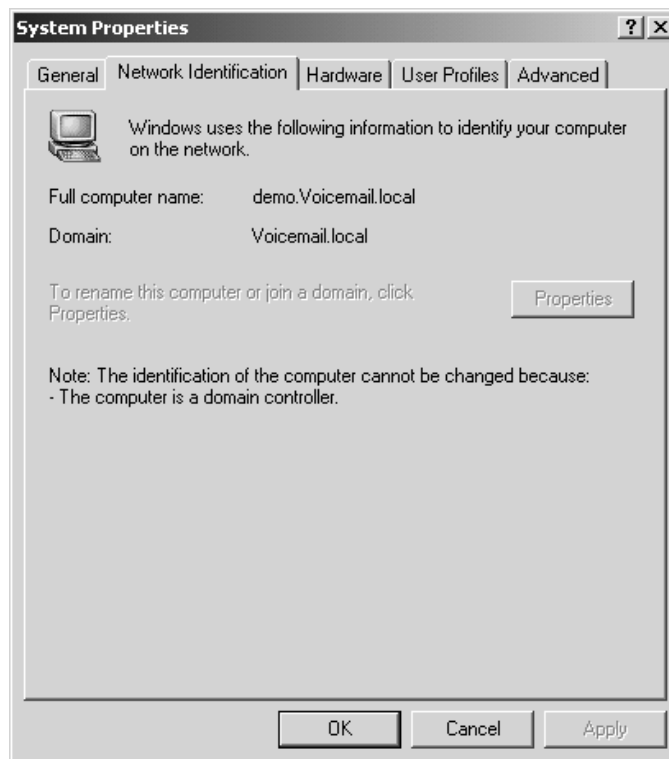 System Properties
General Network Identification Hardware User Profiles Advanced
Windows uses the following information to identify your computer
on the network.
Full computer name: demo.Voicemail.local
Domain: Voicemail.local
To rename this computer or join a domain, click
Properties.
Properties
Note: The identification of the computer cannot be changed because:
- The computer is a domain controller.
OK Cancel Apply